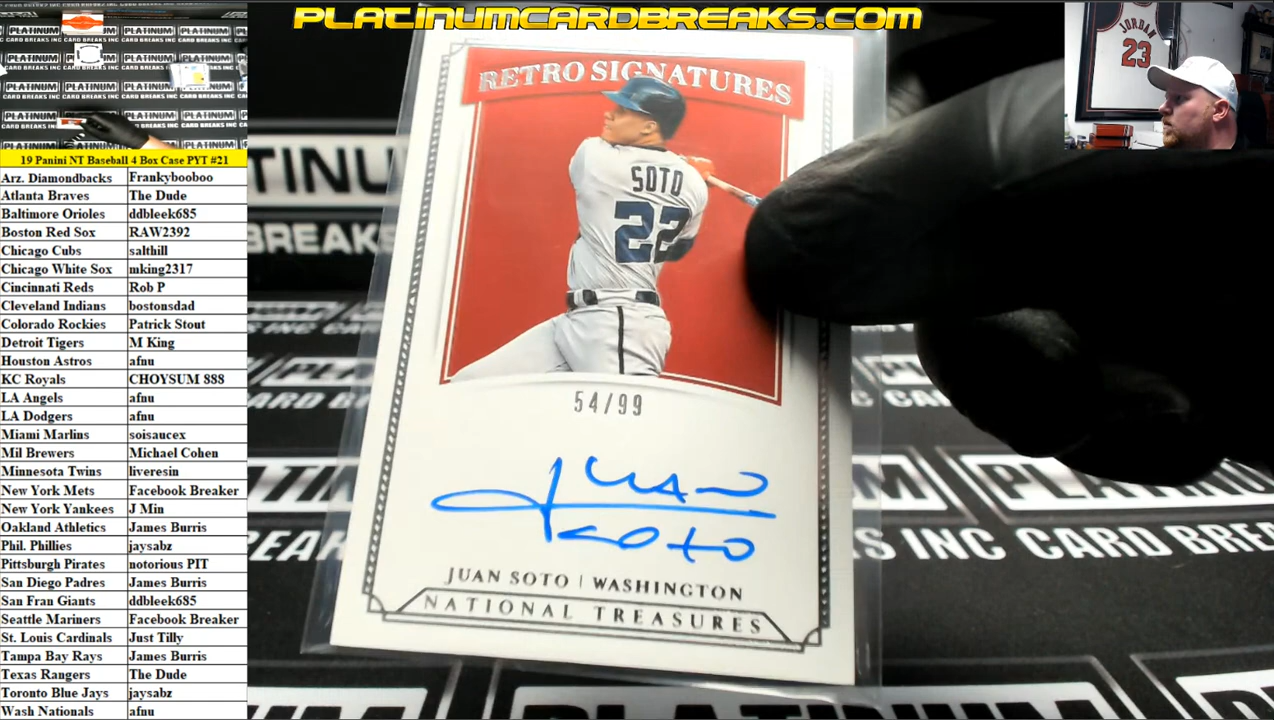 PLATINUMCARDBREAKS.COM
PLATINUM PLATINUM PLATINUM
CARD BREAKS INC
19 Panini NT Baseball 4 Box Case PYT #21
Arz. Diamondbacks Frankybooboo
Atlanta Braves The Dude
Baltimore Orioles ddbleek685
Boston Red Sox RAW2392
Chicago Cubs salthill
Chicago White Sox mking2317
Cincinnati Reds Rob P
Cleveland Indians bostonsdad
Colorado Rockies Patrick Stout
Detroit Tigers M King
Houston Astros afnu
KC Royals CHOYSUM 888
LA Angels afnu
LA Dodgers afnu
Miami Marlins soisaucex
Mil Brewers Michael Cohen
Minnesota Twins liveresin
New York Mets Facebook Breaker
New York Yankees J Min
Oakland Athletics James Burris
Phil. Phillies jaysabz
Pittsburgh Pirates notorious PIT
San Diego Padres James Burris
San Fran Giants ddbleek685
Seattle Mariners Facebook Breaker
St. Louis Cardinals Just Tilly
Tampa Bay Rays James Burris
Texas Rangers The Dude
Toronto Blue Jays jaysabz
Wash Nationals afnu
RETRO SIGNATURES
SOTO
22
54/99
JUAN
SOTO
JUAN SOTO | WASHINGTON
NATIONAL TREASURES
JORDAN
23